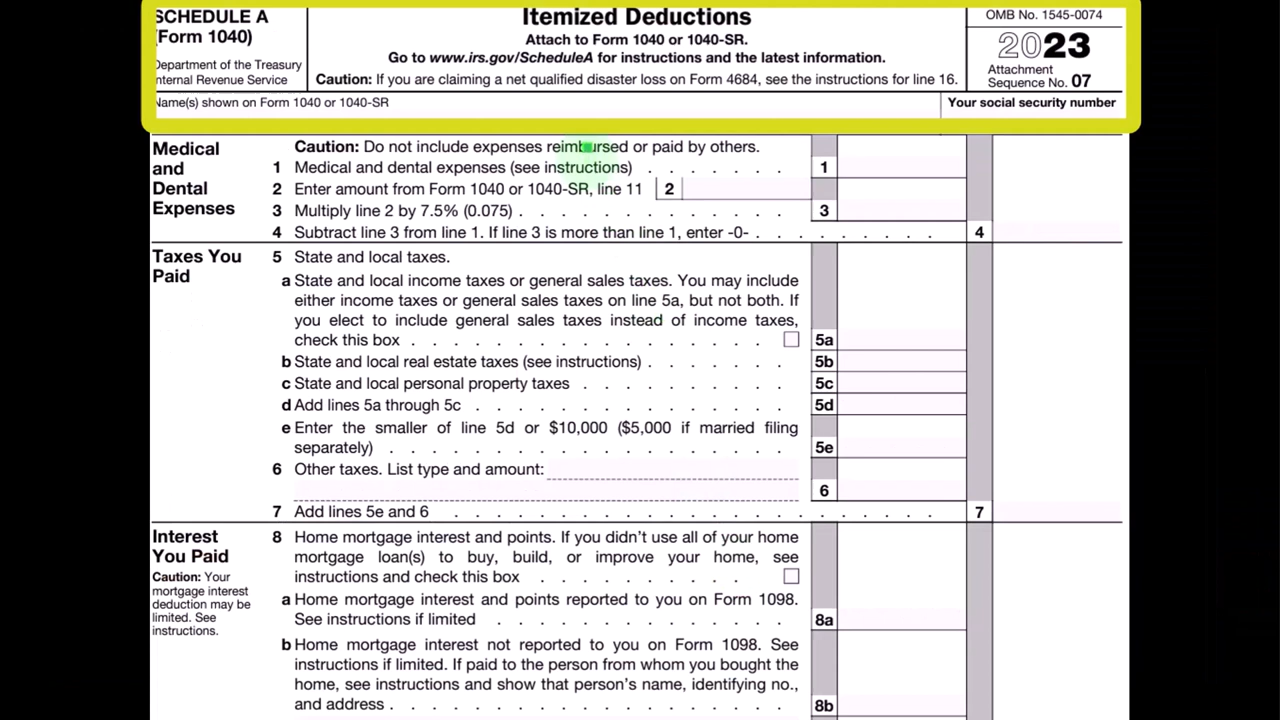 SCHEDULE A
(Form 1040)
Department of the Treasury
Internal Revenue Service
Itemized Deductions
Attach to Form 1040 or 1040-SR.
Go to www.irs.gov/ScheduleA for instructions and the latest information.
Caution: If you are claiming a net qualified disaster loss on Form 4684, see the instructions for line 16.
OMB No. 1545-0074
2023
Attachment
Sequence No. 07
Name(s) shown on Form 1040 or 1040-SR
Your social security number
Medical
and
Dental
Expenses
Caution: Do not include expenses reimbursed or paid by others.
1 Medical and dental expenses (see instructions) . . . . . . . 1
2 Enter amount from Form 1040 or 1040-SR, line 11 2
3 Multiply line 2 by 7.5% (0.075) . . . . . . . . . . . . . 3
4 Subtract line 3 from line 1. If line 3 is more than line 1, enter -0- . . . . . . . . . 4
Taxes You
Paid
5 State and local taxes.
a State and local income taxes or general sales taxes. You may include
either income taxes or general sales taxes on line 5a, but not both. If
you elect to include general sales taxes instead of income taxes,
check this box . . . . . . . . . . . . . . . . . 5a
b State and local real estate taxes (see instructions) . . . . . . . 5b
c State and local personal property taxes . . . . . . . . . . 5c
d Add lines 5a through 5c . . . . . . . . . . . . . . . 5d
e Enter the smaller of line 5d or $10,000 ($5,000 if married filing
separately) . . . . . . . . . . . . . . . . . . . 5e
6 Other taxes. List type and amount:
6
7 Add lines 5e and 6 . . . . . . . . . . . . . . . . . . . . . . 7
Interest
You Paid
Caution: Your
mortgage interest
deduction may be
limited. See
instructions.
8 Home mortgage interest and points. If you didn't use all of your home
mortgage loan(s) to buy, build, or improve your home, see
instructions and check this box . . . . . . . . . .
a Home mortgage interest and points reported to you on Form 1098.
See instructions if limited . . . . . . . . . . . . . . 8a
b Home mortgage interest not reported to you on Form 1098. See
instructions if limited. If paid to the person from whom you bought the
home, see instructions and show that person's name, identifying no.,
and address . . . . . . . . . . . . . . . . . . 8b